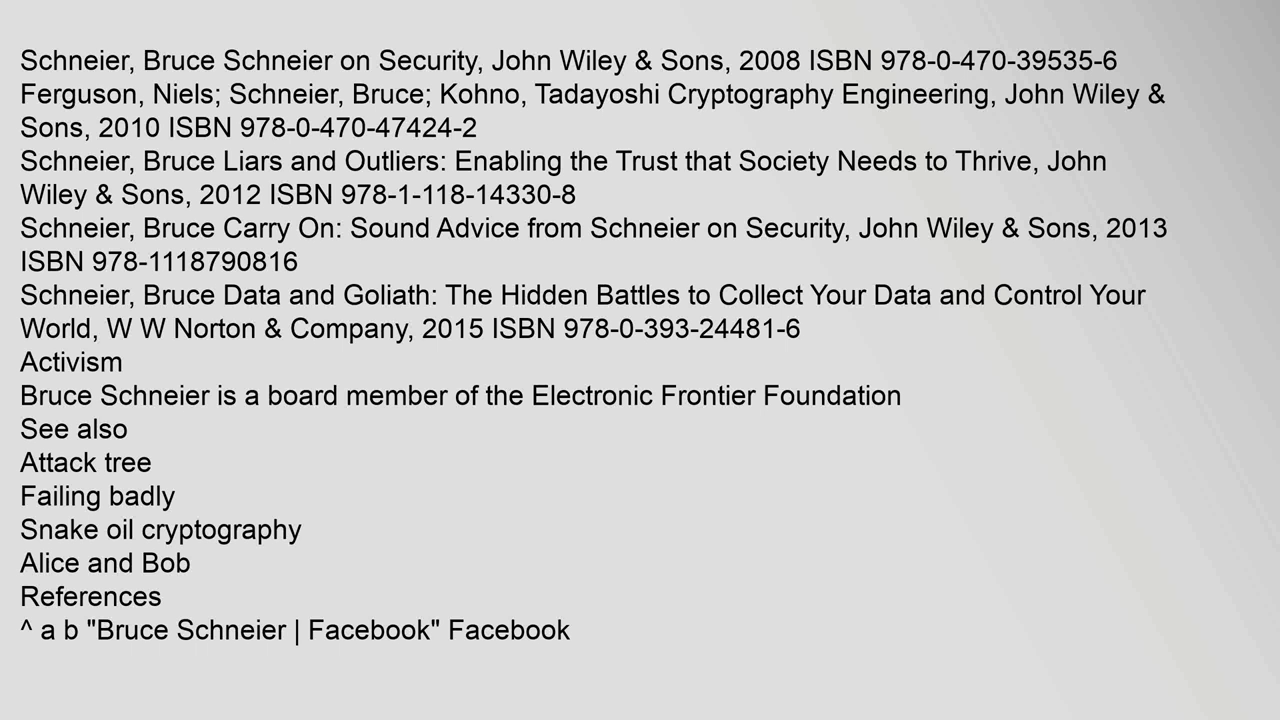 Schneier, Bruce Schneier on Security, John Wiley & Sons, 2008 ISBN 978-0-470-39535-6
Ferguson, Niels; Schneier, Bruce; Kohno, Tadayoshi Cryptography Engineering, John Wiley &
Sons, 2010 ISBN 978-0-470-47424-2
Schneier, Bruce Liars and Outliers: Enabling the Trust that Society Needs to Thrive, John
Wiley & Sons, 2012 ISBN 978-1-118-14330-8
Schneier, Bruce Carry On: Sound Advice from Schneier on Security, John Wiley & Sons, 2013
ISBN 978-1118790816
Schneier, Bruce Data and Goliath: The Hidden Battles to Collect Your Data and Control Your
World, W W Norton & Company, 2015 ISBN 978-0-393-24481-6
Activism
Bruce Schneier is a board member of the Electronic Frontier Foundation
See also
Attack tree
Failing badly
Snake oil cryptography
Alice and Bob
References
^ a b "Bruce Schneier | Facebook" Facebook